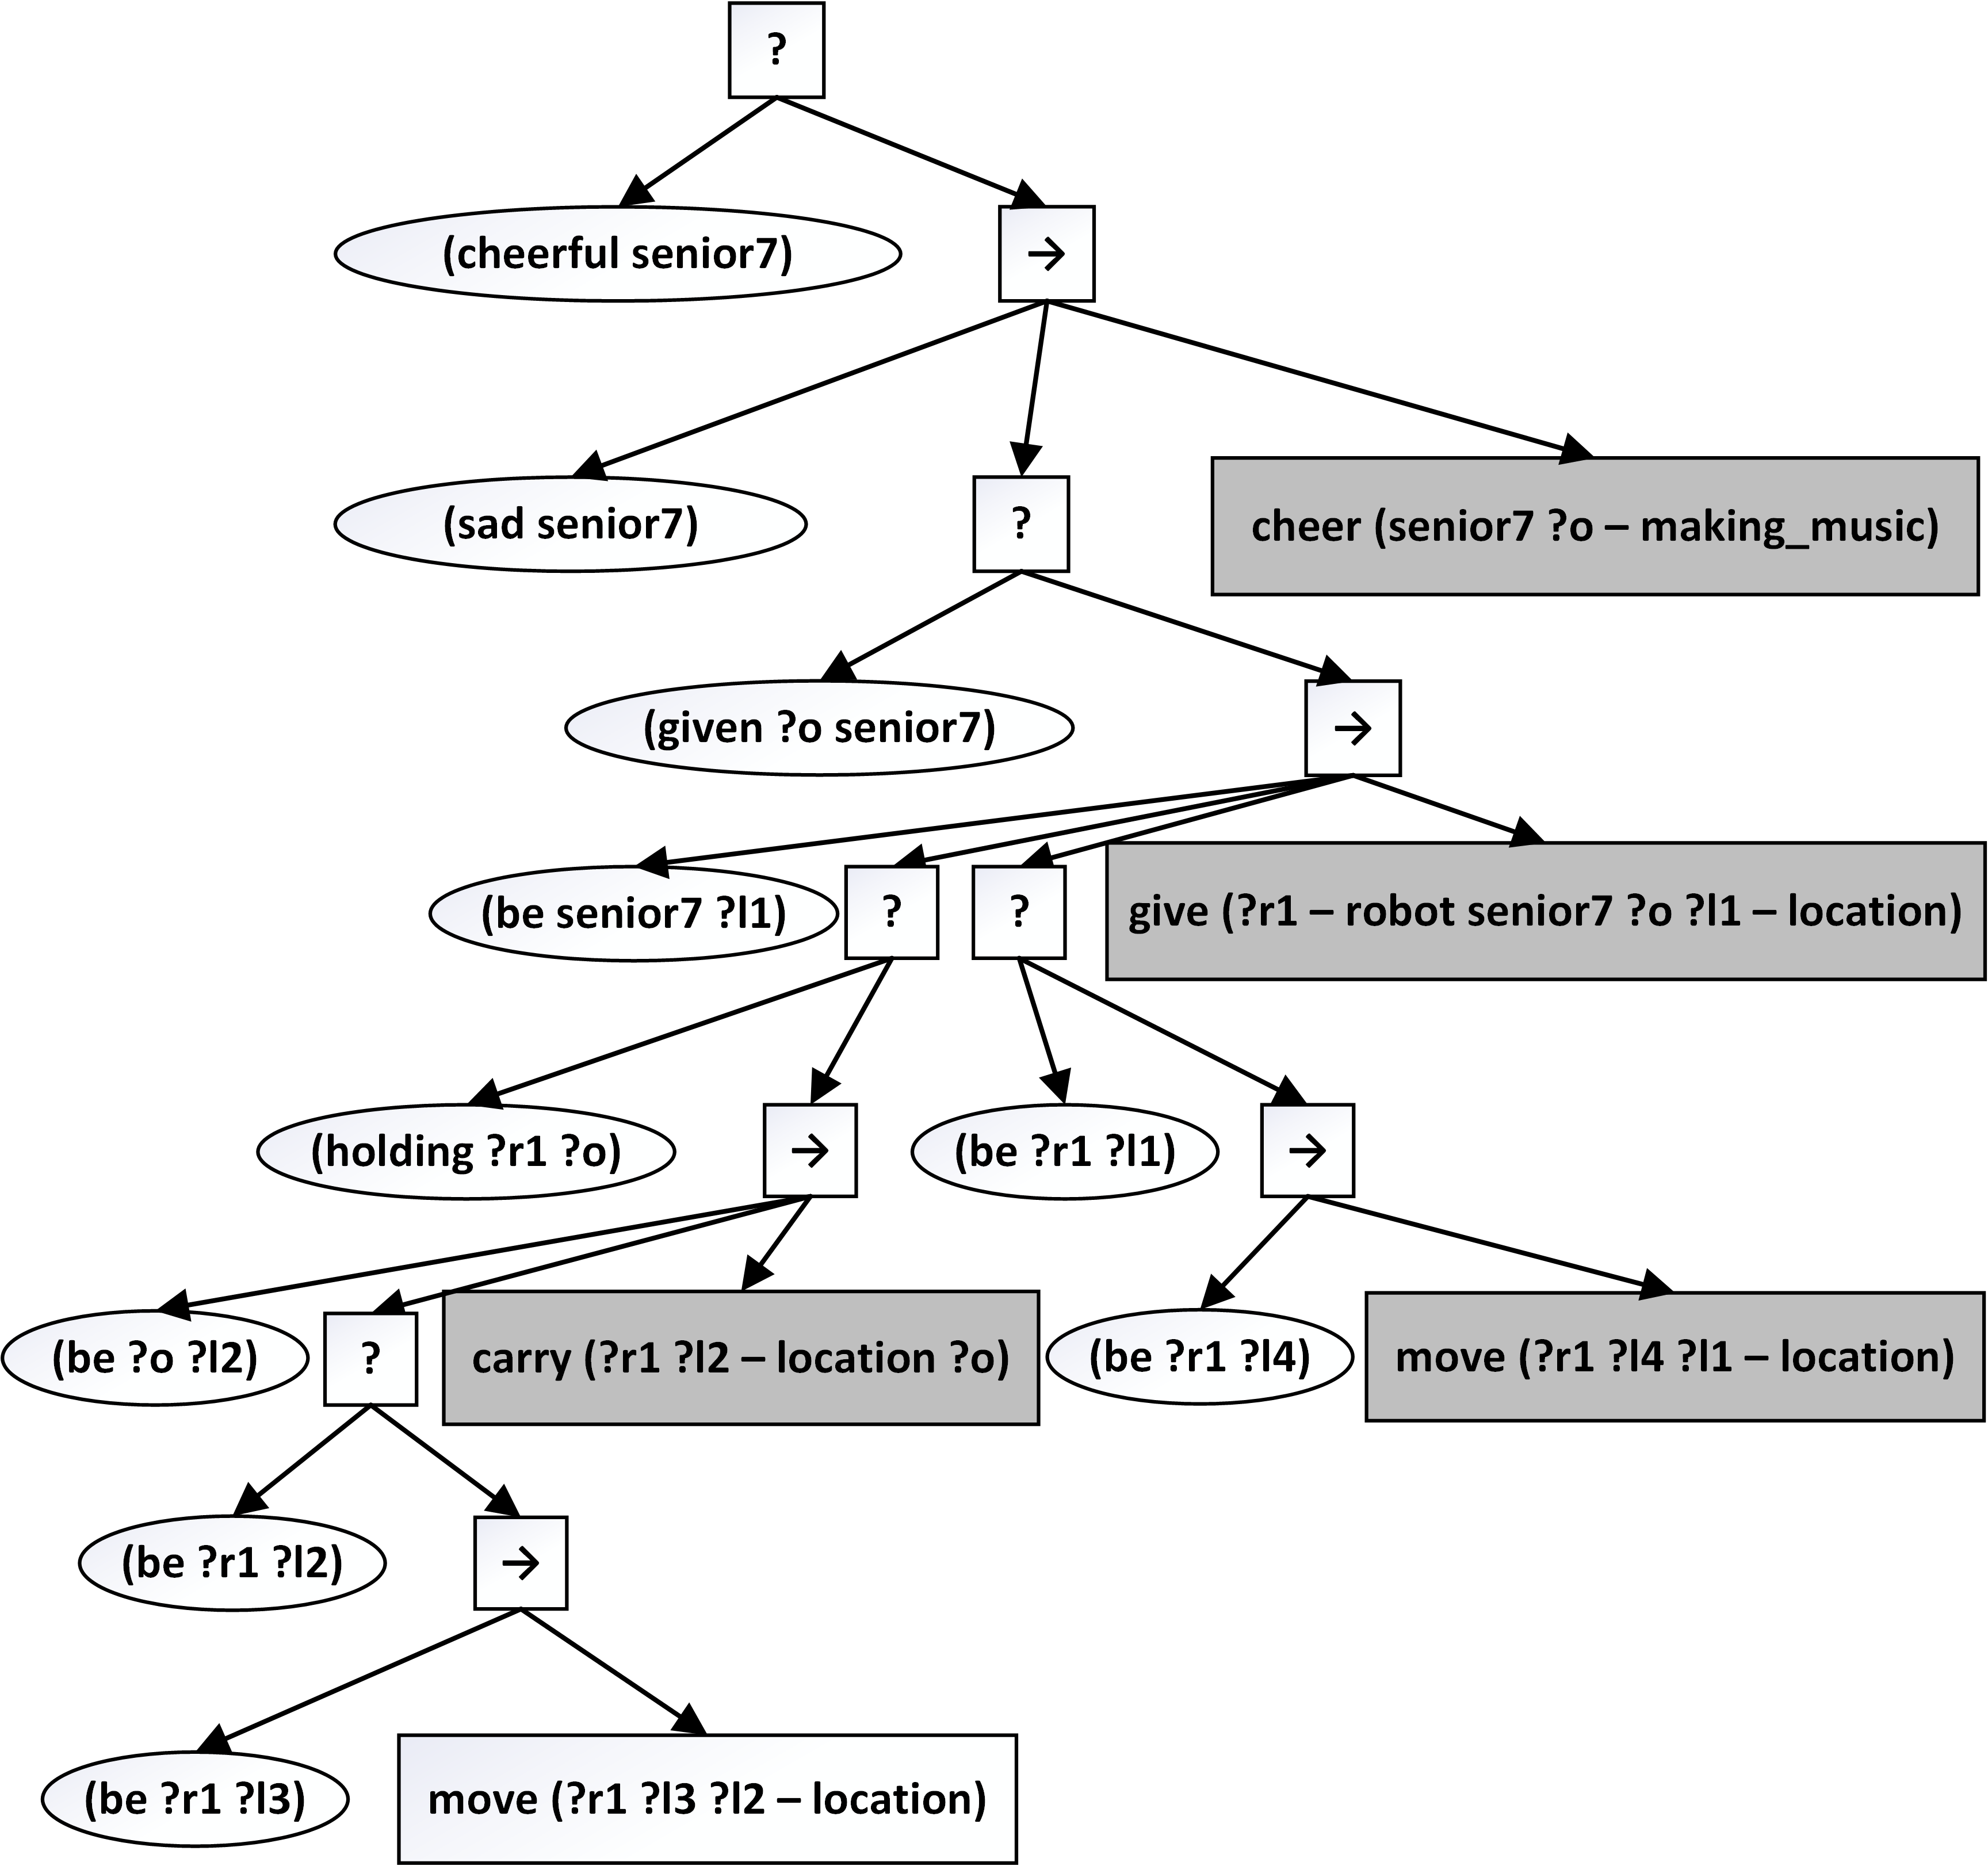 ?
(cheerful senior7)
→
(sad senior7)
?
cheer (senior7 ?o – making_music)
(given ?o senior7)
→
(be senior7 ?l1)
?
?
give (?r1 – robot senior7 ?o ?l1 – location)
(holding ?r1 ?o)
→
(be ?r1 ?l1)
→
(be ?o ?l2)
?
carry (?r1 ?l2 – location ?o)
(be ?r1 ?l4)
move (?r1 ?l4 ?l1 – location)
(be ?r1 ?l2)
→
(be ?r1 ?l3)
move (?r1 ?l3 ?l2 – location)